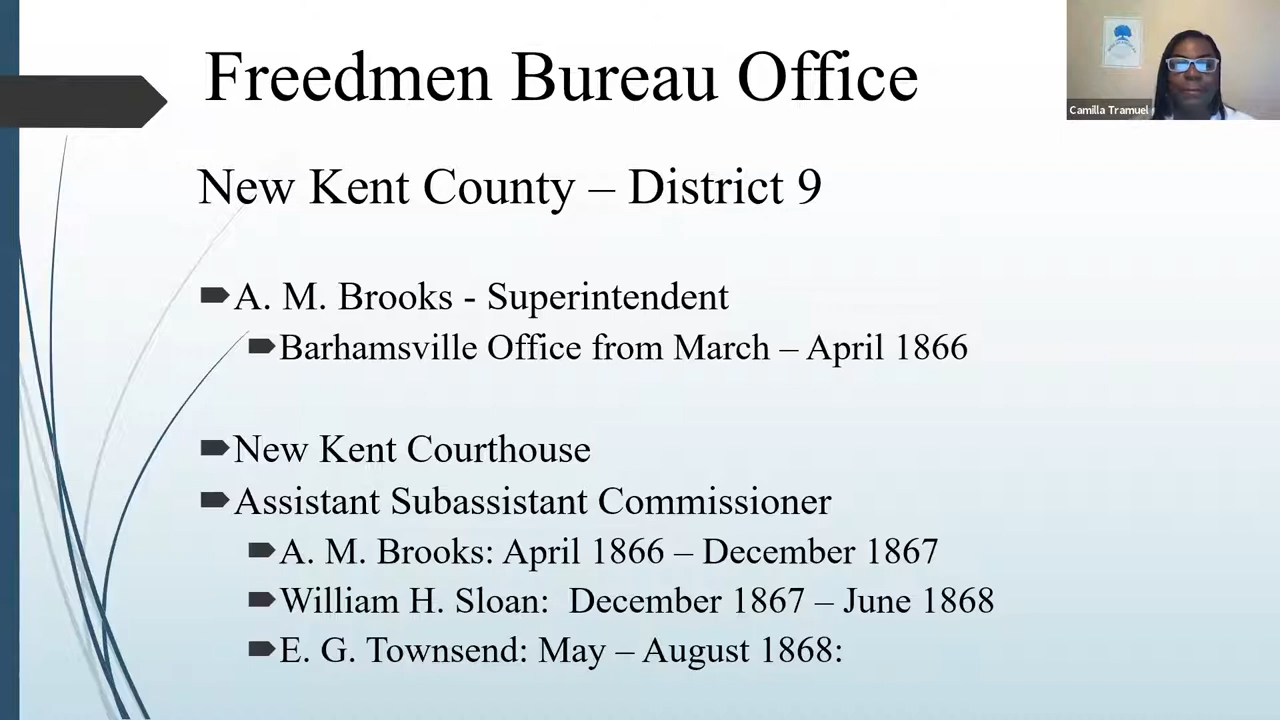 Freedmen Bureau Office
Camilla Tramuel
New Kent County – District 9
A. M. Brooks - Superintendent
Barhamsville Office from March – April 1866
New Kent Courthouse
Assistant Subassistant Commissioner
A. M. Brooks: April 1866 – December 1867
William H. Sloan:  December 1867 – June 1868
E. G. Townsend: May – August 1868: